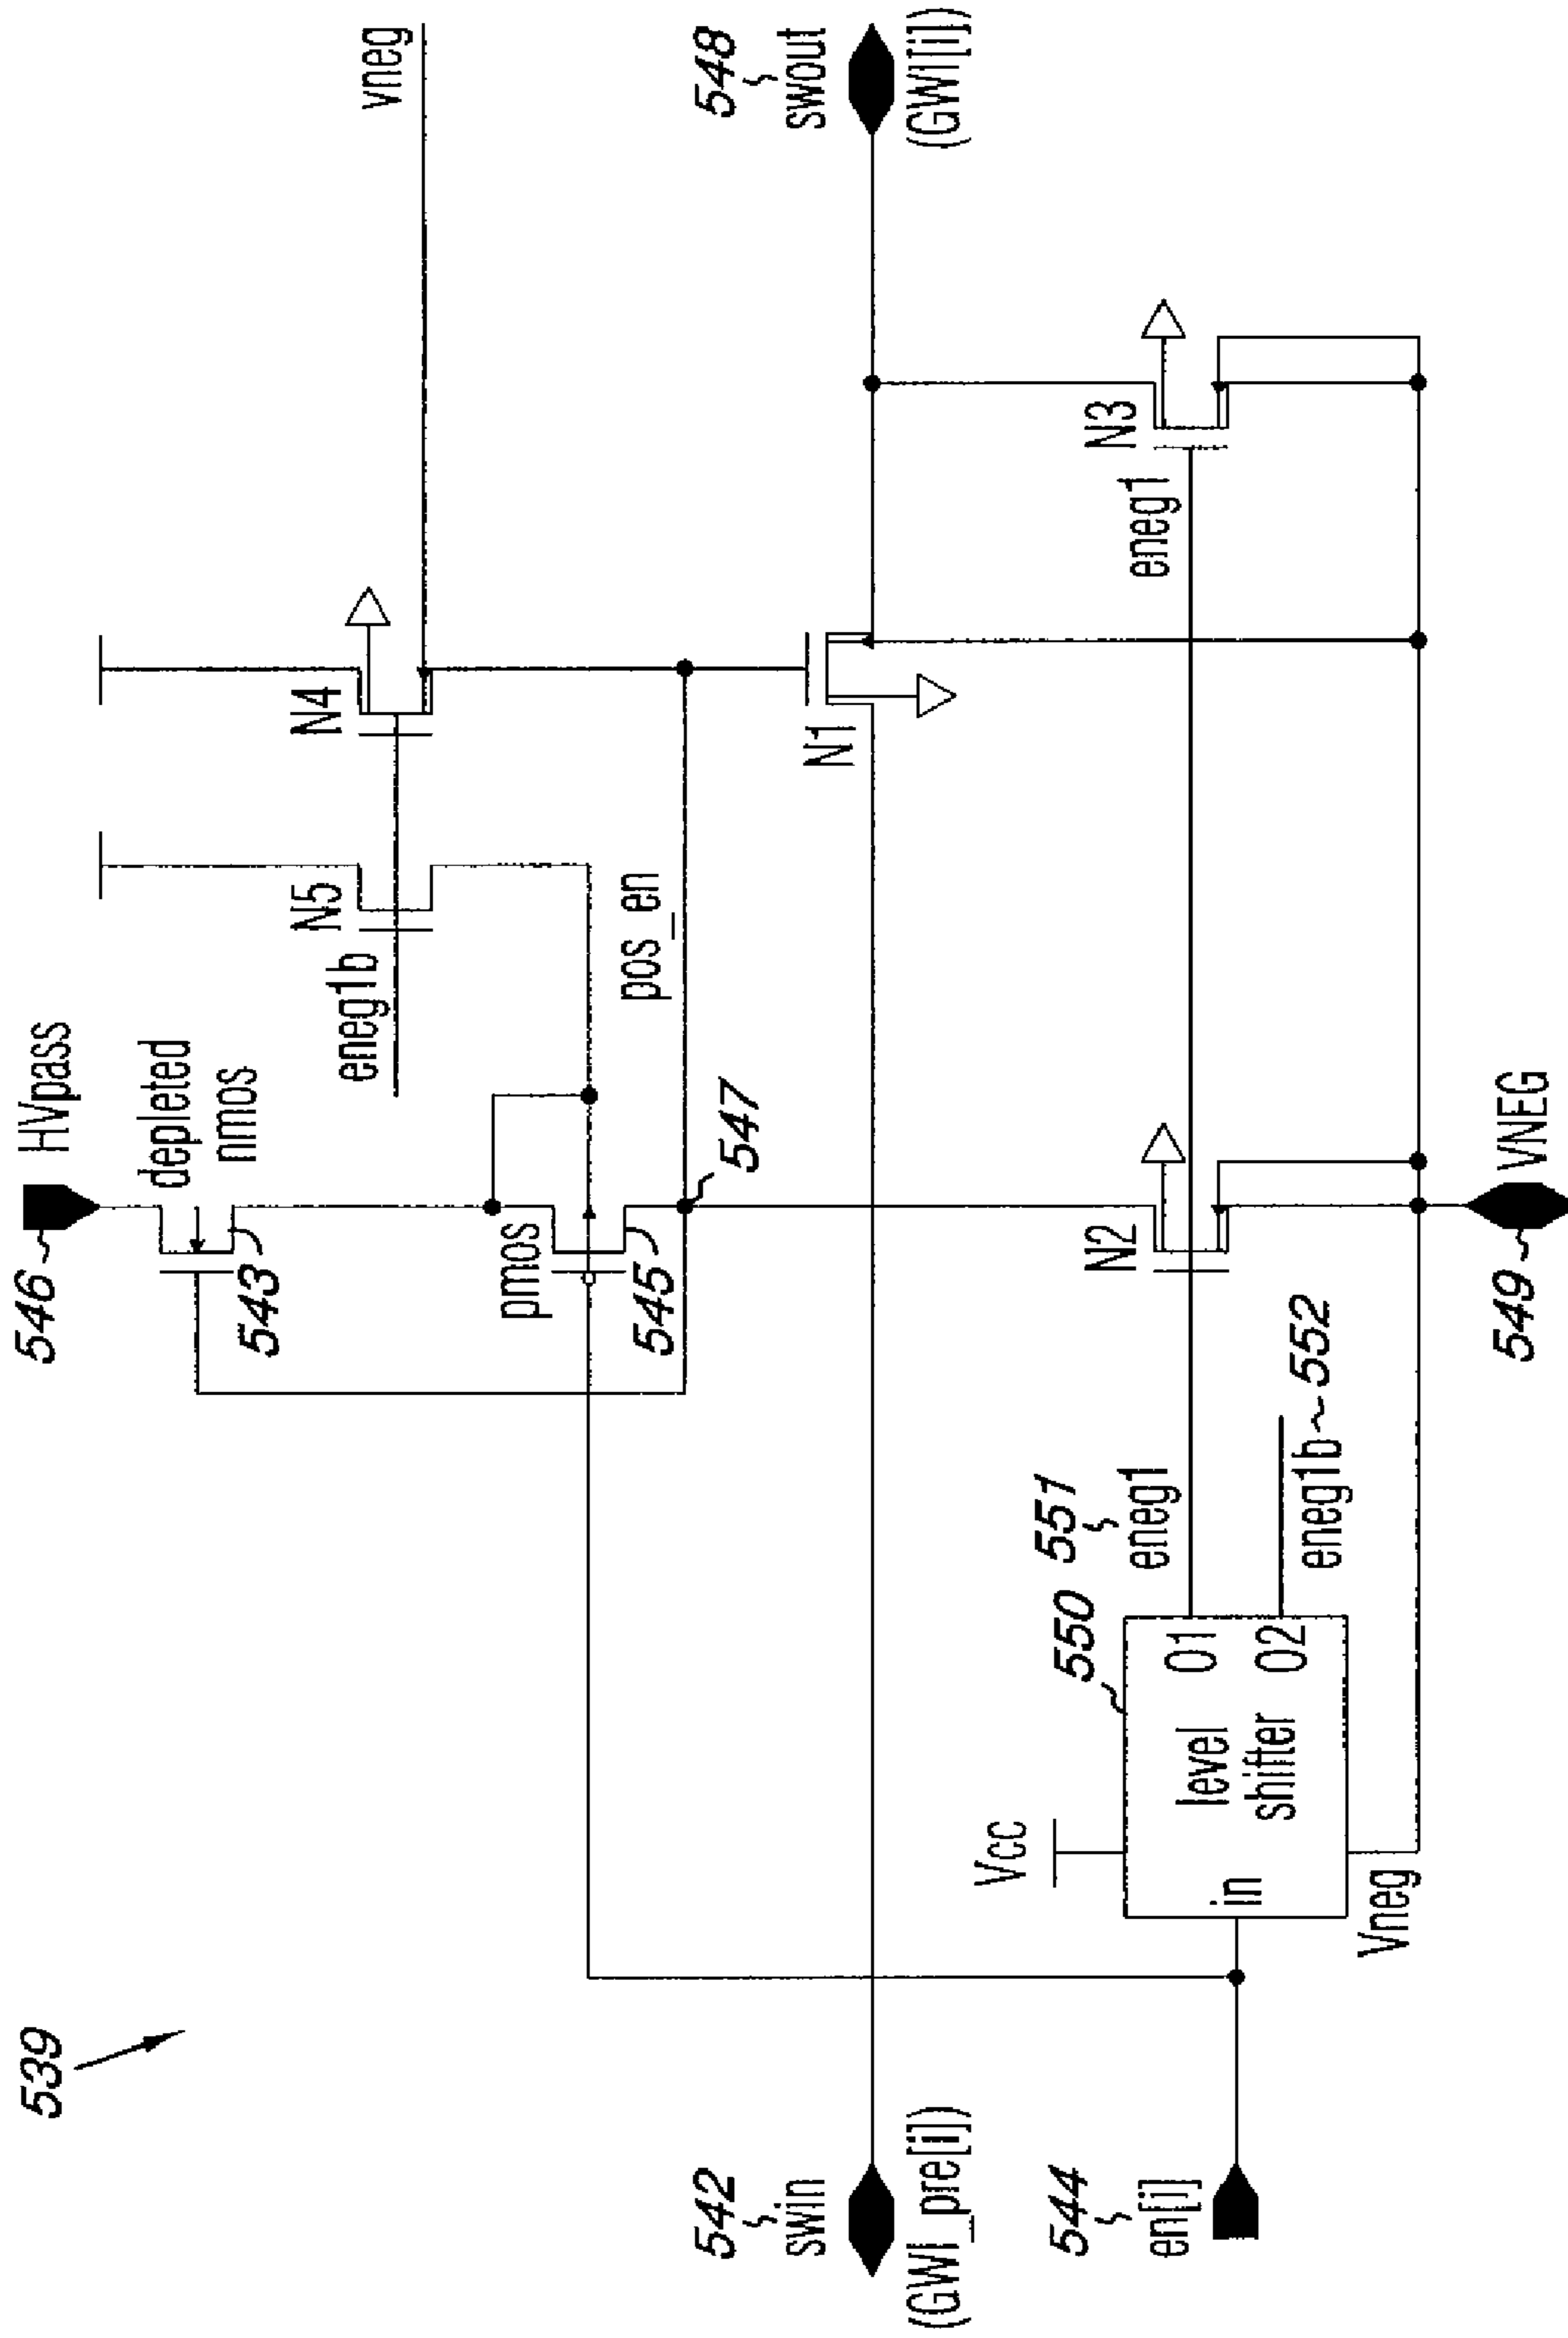 539
546
HVpass
depleted
nmos
543
eneg1b
N5
N4
vneg
pmos
545
pos_en
547
542
swin
(GWl_pre[i])
N1
548
swout
(GWl[i])
544
en[i]
Vcc
in
level
shifter
O1
O2
Vneg
550
551
eneg1
eneg1b
552
N2
eneg1
N3
549
VNEG